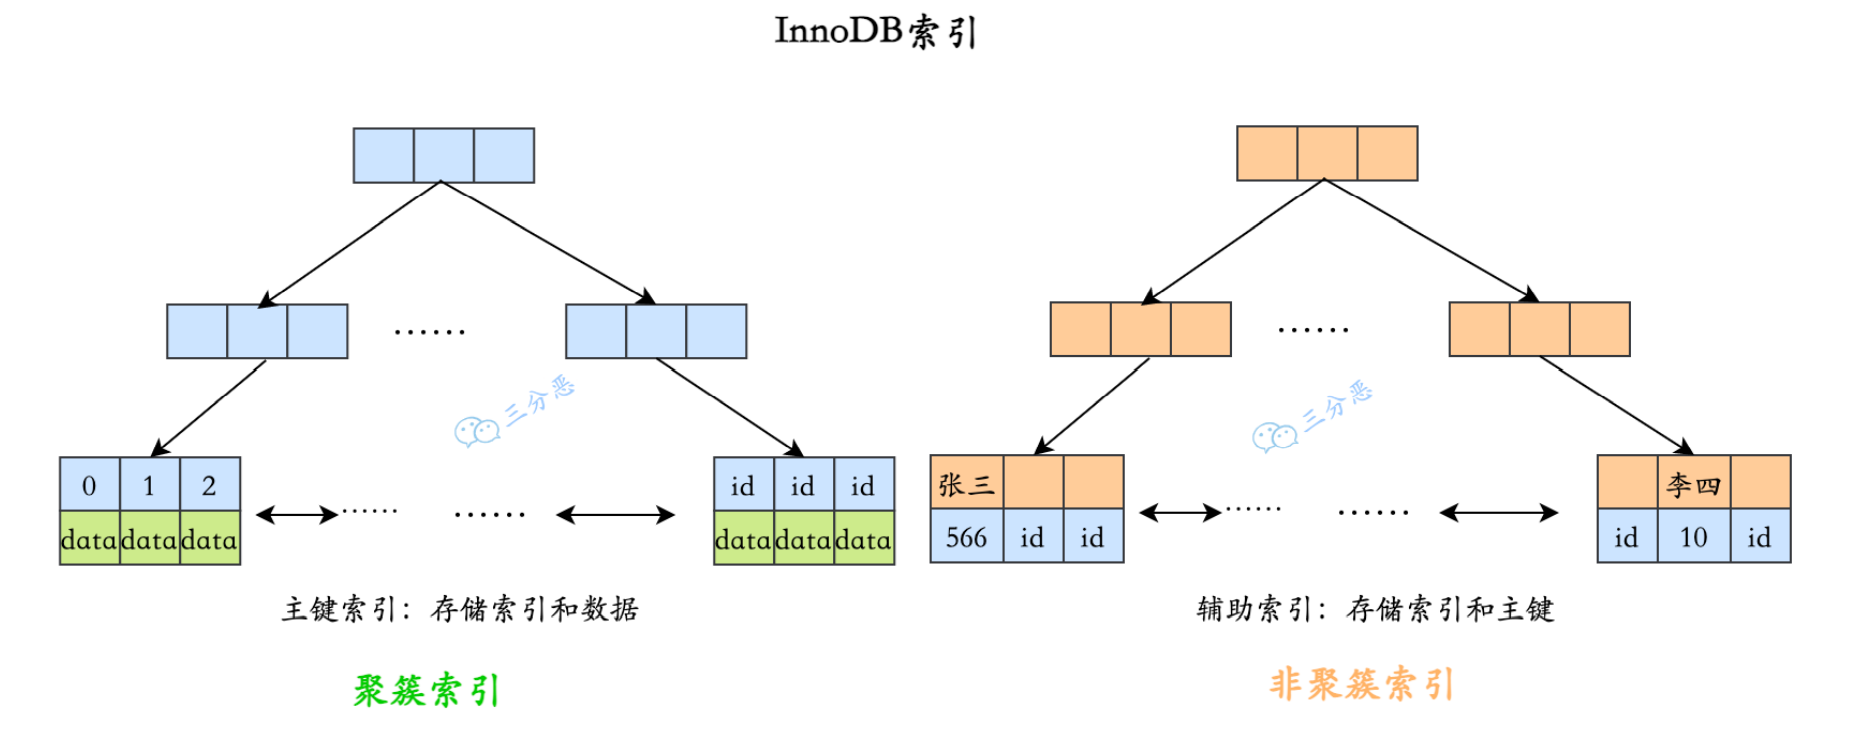 InnoDB索引
······
······
三分恶
三分恶
0 1 2
data data data
······
······
id id id
data data data
张三
566 id id
······
······
李四
id 10 id
主键索引：存储索引和数据
辅助索引：存储索引和主键
聚簇索引
非聚簇索引